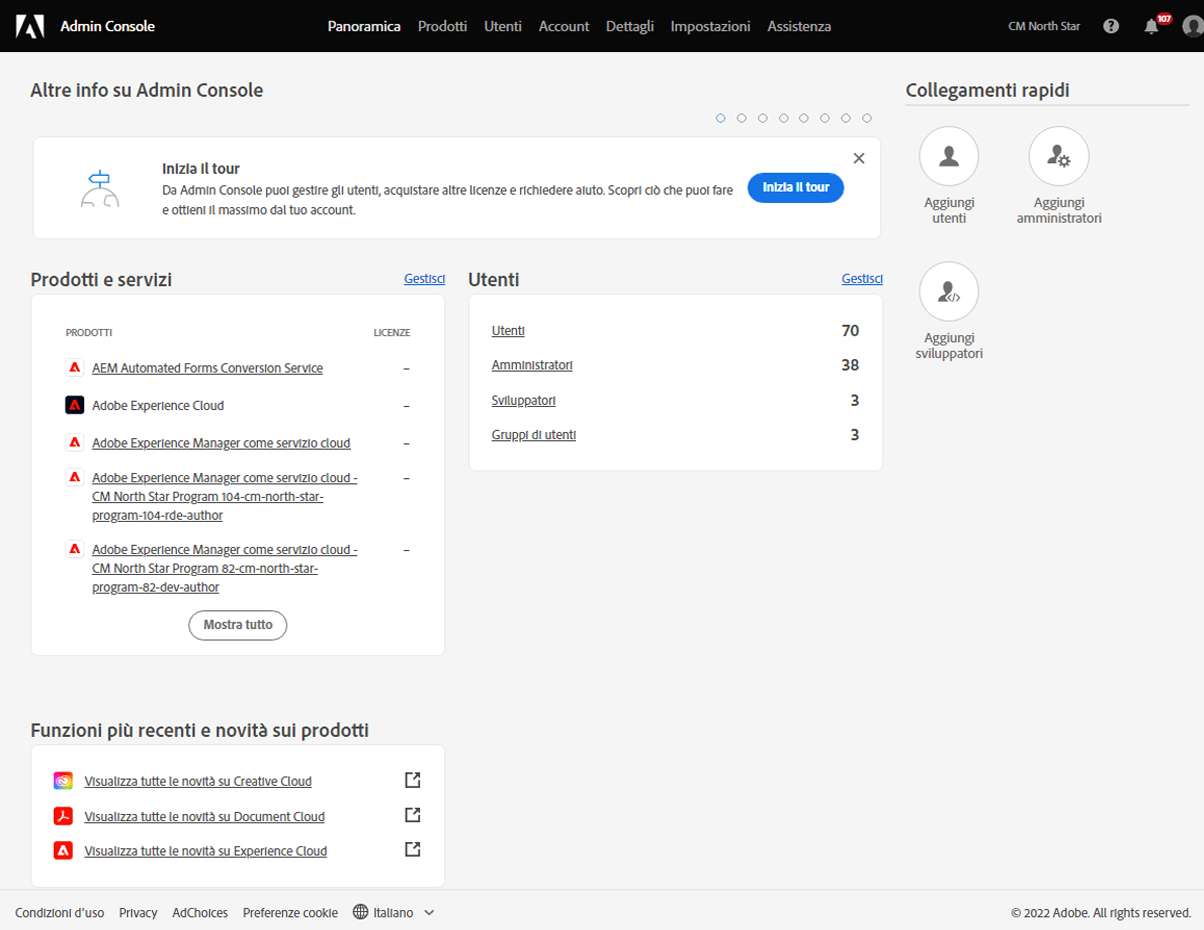 Admin Console
Panoramica
Prodotti
Utenti
Account
Dettagli
Impostazioni
Assistenza
CM North Star
107
Altre info su Admin Console
Inizia il tour
Da Admin Console puoi gestire gli utenti, acquistare altre licenze e richiedere aiuto. Scopri ciò che puoi fare
e ottieni il massimo dal tuo account.
Inizia il tour
Collegamenti rapidi
Aggiungi
utenti
Aggiungi
amministratori
Aggiungi
sviluppatori
Prodotti e servizi
Gestisci
PRODOTTI
LICENZE
AEM Automated Forms Conversion Service –
Adobe Experience Cloud –
Adobe Experience Manager come servizio cloud –
Adobe Experience Manager come servizio cloud - –
CM North Star Program 104-cm-north-star-
program-104-rde-author
Adobe Experience Manager come servizio cloud - –
CM North Star Program 82-cm-north-star-
program-82-dev-author
Mostra tutto
Utenti
Gestisci
Utenti 70
Amministratori 38
Sviluppatori 3
Gruppi di utenti 3
Funzioni più recenti e novità sui prodotti
Visualizza tutte le novità su Creative Cloud
Visualizza tutte le novità su Document Cloud
Visualizza tutte le novità su Experience Cloud
Condizioni d'uso
Privacy
AdChoices
Preferenze cookie
Italiano
© 2022 Adobe. All rights reserved.